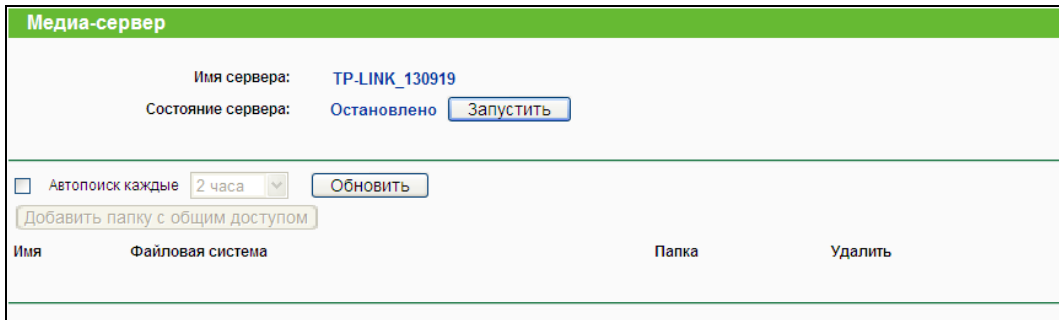 Медиа-сервер
Имя сервера: TP-LINK_130919
Состояние сервера: Остановлено Запустить
Автопоиск каждые 2 часа Обновить
Добавить папку с общим доступом
Имя Файловая система Папка Удалить